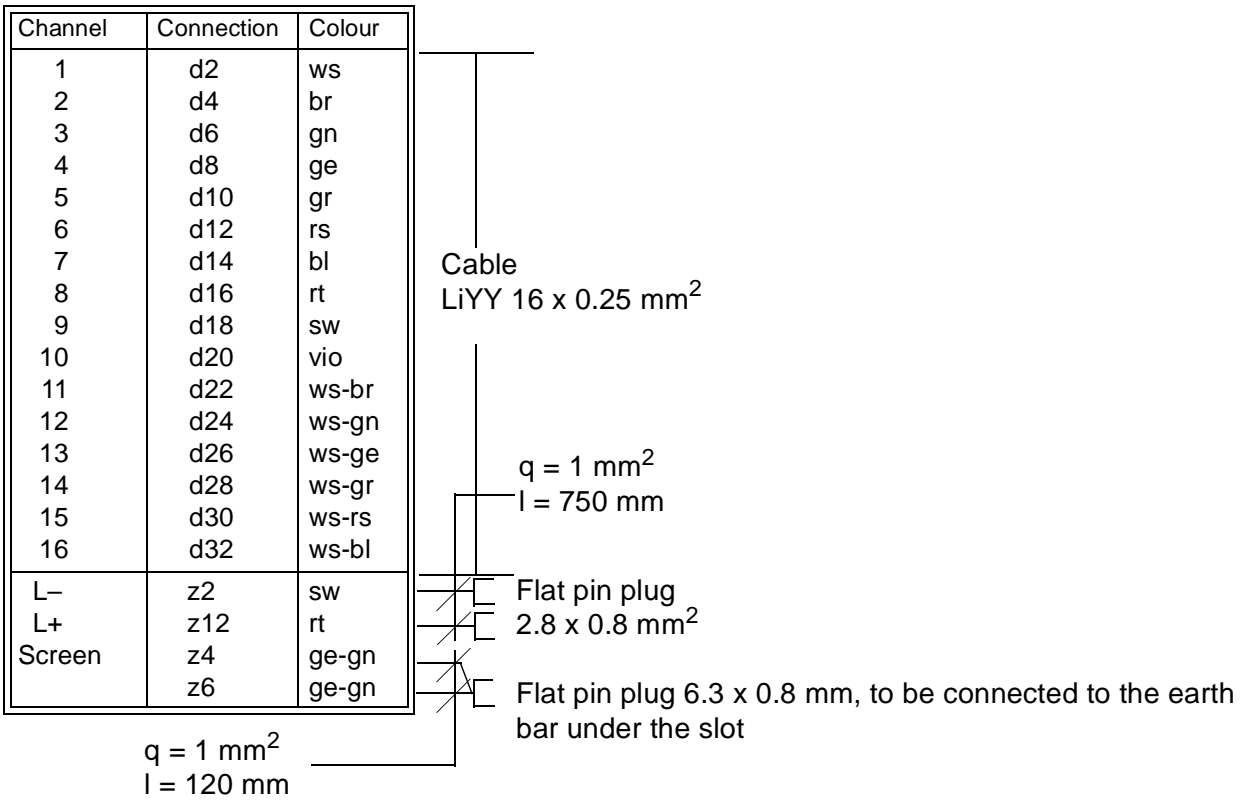 Channel Connection Colour
1 d2 ws
2 d4 br
3 d6 gn
4 d8 ge
5 d10 gr
6 d12 rs
7 d14 bl
8 d16 rt
9 d18 sw
10 d20 vio
11 d22 ws-br
12 d24 ws-gn
13 d26 ws-ge
14 d28 ws-gr
15 d30 ws-rs
16 d32 ws-bl
L– z2 sw
L+ z12 rt
Screen z4 ge-gn
z6 ge-gn
Cable
LiYY 16 x 0.25 mm²
q = 1 mm²
l = 750 mm
Flat pin plug
2.8 x 0.8 mm²
Flat pin plug 6.3 x 0.8 mm, to be connected to the earth
bar under the slot
q = 1 mm²
l = 120 mm